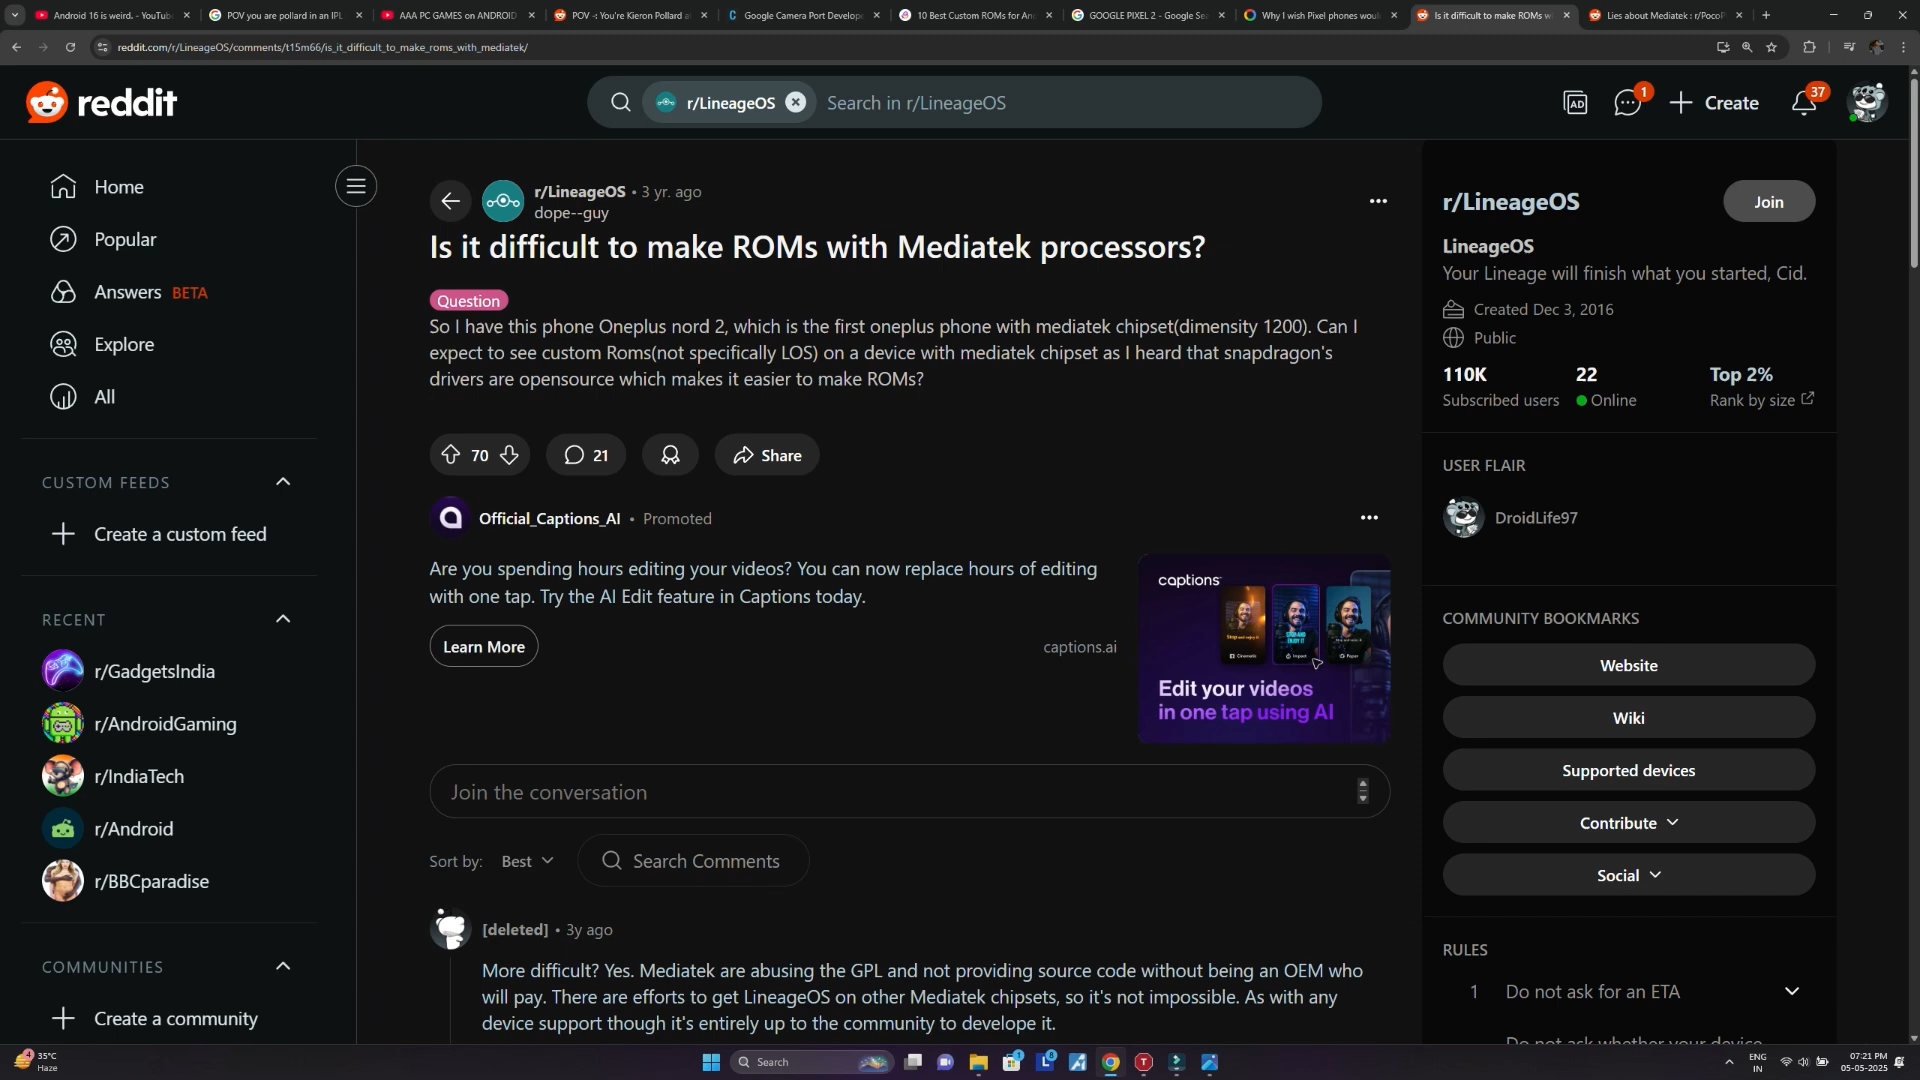 Android 16 is weird. - YouTub
POV you are pollard in an IPL
AAA PC GAMES on ANDROID
POV -: You're Kieron Pollard a
Google Camera Port Develope
10 Best Custom ROMs for An
GOOGLE PIXEL 2 - Google Se
Why I wish Pixel phones wou
Is it difficult to make ROMs w
Lies about Mediatek : r/PocoP
reddit.com/r/LineageOS/comments/t15m66/is_it_difficult_to_make_roms_with_mediatek/
reddit
r/LineageOS
Search in r/LineageOS
AD
1
Create
37
Home
Popular
Answers BETA
Explore
All
CUSTOM FEEDS
Create a custom feed
RECENT
r/GadgetsIndia
r/AndroidGaming
r/IndiaTech
r/Android
r/BBCparadise
COMMUNITIES
Create a community
r/LineageOS • 3 yr. ago
dope--guy
Is it difficult to make ROMs with Mediatek processors?
Question
So I have this phone Oneplus nord 2, which is the first oneplus phone with mediatek chipset(dimensity 1200). Can I
expect to see custom Roms(not specifically LOS) on a device with mediatek chipset as I heard that snapdragon's
drivers are opensource which makes it easier to make ROMs?
70
21
Share
Official_Captions_AI • Promoted
Are you spending hours editing your videos? You can now replace hours of editing
with one tap. Try the AI Edit feature in Captions today.
Learn More
captions.ai
captions
Edit your videos
in one tap using AI
Join the conversation
Sort by: Best
Search Comments
[deleted] • 3y ago
More difficult? Yes. Mediatek are abusing the GPL and not providing source code without being an OEM who
will pay. There are efforts to get LineageOS on other Mediatek chipsets, so it's not impossible. As with any
device support though it's entirely up to the community to develope it.
r/LineageOS
Join
LineageOS
Your Lineage will finish what you started, Cid.
Created Dec 3, 2016
Public
110K
22
Top 2%
Subscribed users
Online
Rank by size
USER FLAIR
DroidLife97
COMMUNITY BOOKMARKS
Website
Wiki
Supported devices
Contribute
Social
RULES
1 Do not ask for an ETA
Do not ask whether your device
4
35°C
Haze
Search
1
8
ENG
IN
07:21 PM
05-05-2025